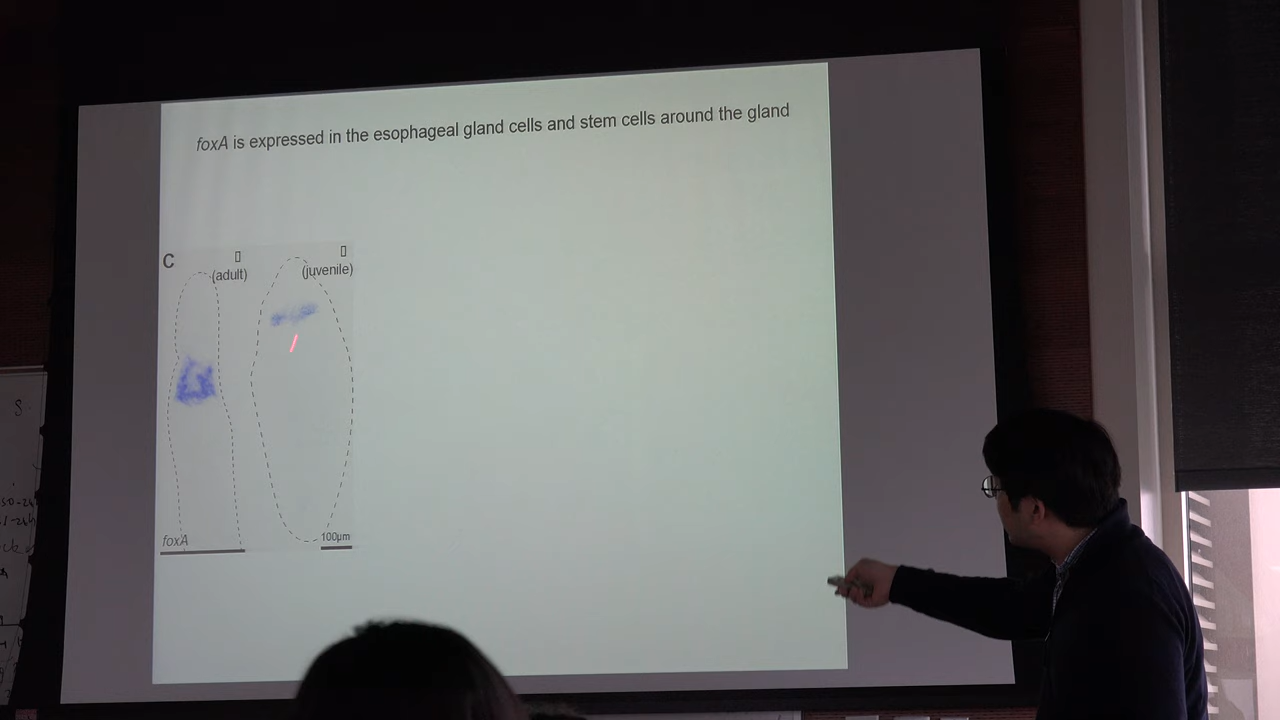 foxA is expressed in the esophageal gland cells and stem cells around the gland
C
(adult)
(juvenile)
foxA
100μm